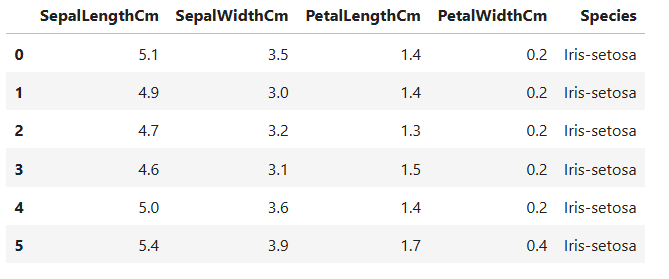 SepalLengthCm SepalWidthCm PetalLengthCm PetalWidthCm Species
0 5.1 3.5 1.4 0.2 Iris-setosa
1 4.9 3.0 1.4 0.2 Iris-setosa
2 4.7 3.2 1.3 0.2 Iris-setosa
3 4.6 3.1 1.5 0.2 Iris-setosa
4 5.0 3.6 1.4 0.2 Iris-setosa
5 5.4 3.9 1.7 0.4 Iris-setosa